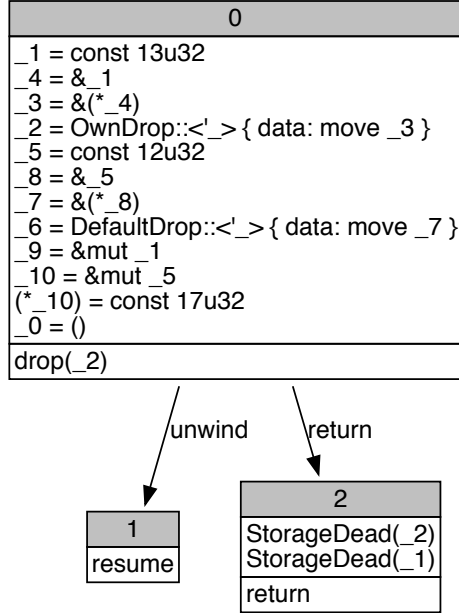 0
_1 = const 13u32
_4 = &_1
_3 = &(*_4)
_2 = OwnDrop::<'_> { data: move _3 }
_5 = const 12u32
_8 = &_5
_7 = &(*_8)
_6 = DefaultDrop::<'_> { data: move _7 }
_9 = &mut _1
_10 = &mut _5
(*_10) = const 17u32
_0 = ()
drop(_2)
unwind
return
1
resume
2
StorageDead(_2)
StorageDead(_1)
return